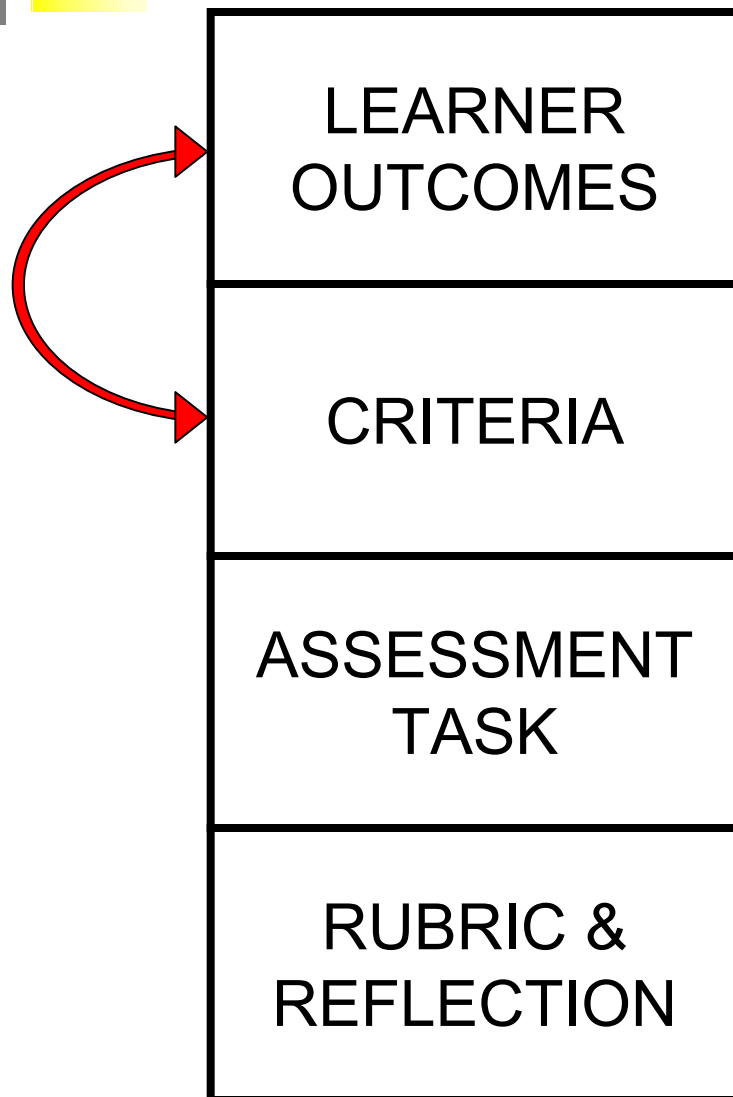 LEARNER
OUTCOMES
CRITERIA
ASSESSMENT
TASK
RUBRIC &
REFLECTION